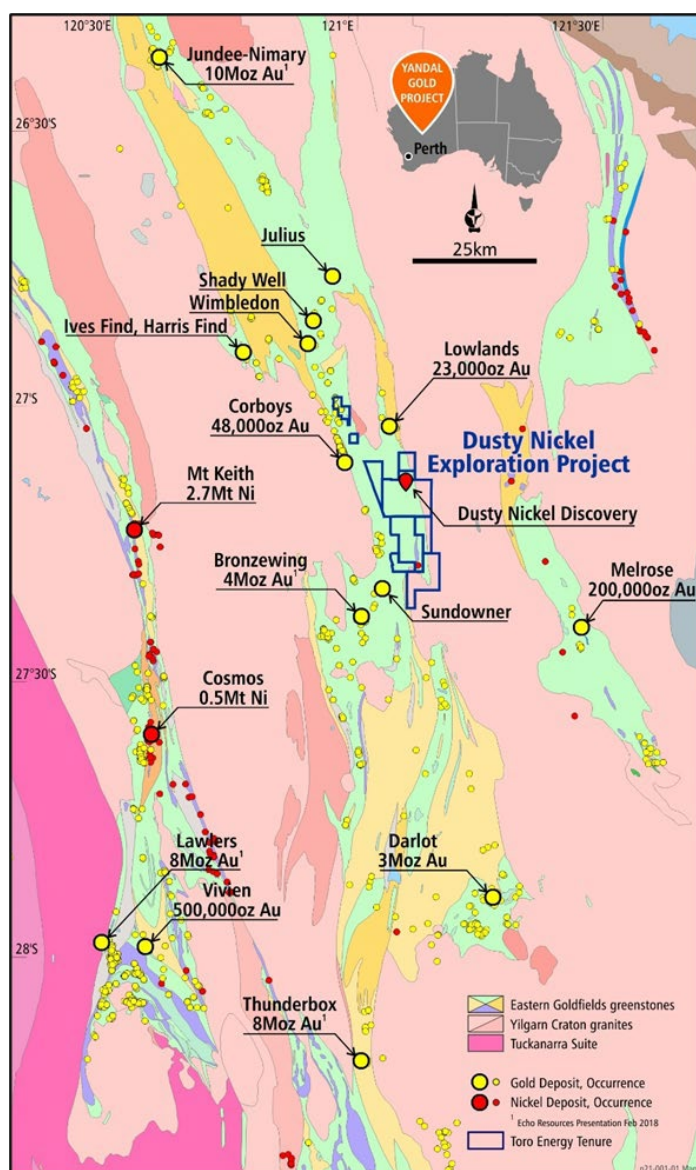 120°30'E
121°E
121°30'E
Jundee-Nimary
10Moz Au¹
YANDAL
GOLD
PROJECT
Perth
26°30'S
25km
Julius
Shady Well
Wimbledon
Ives Find, Harris Find
Lowlands
23,000oz Au
27°S
Corboys
48,000oz Au
Dusty Nickel
Exploration Project
Mt Keith
2.7Mt Ni
Dusty Nickel Discovery
Bronzewing
4Moz Au¹
Melrose
200,000oz Au
Sundowner
27°30'S
Cosmos
0.5Mt Ni
Lawlers
8Moz Au¹
Darlot
3Moz Au
Vivien
500,000oz Au
28°S
Thunderbox
8Moz Au¹
Eastern Goldfields greenstones
Yilgarn Craton granites
Tuckanarra Suite
Gold Deposit, Occurrence
Nickel Deposit, Occurrence
¹ Echo Resources Presentation Feb 2018
Toro Energy Tenure